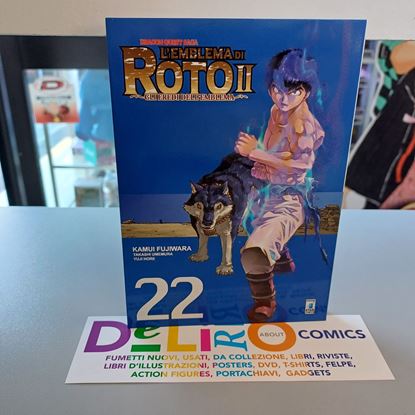 DRAGON QUEST SAGA
L'EMBLEMA DI
ROTO II
GLI EREDI DELL'EMBLEMA
KAMUI FUJIWARA
TAKASHI UMEMURA
YUJI HORII
22
DeLiRO ABOUT COMICS
FUMETTI NUOVI, USATI, DA COLLEZIONE, LIBRI, RIVISTE,
LIBRI D'ILLUSTRAZIONI, POSTERS, DVD, T-SHIRTS, FELPE,
ACTION FIGURES, PORTACHIAVI, GADGETS